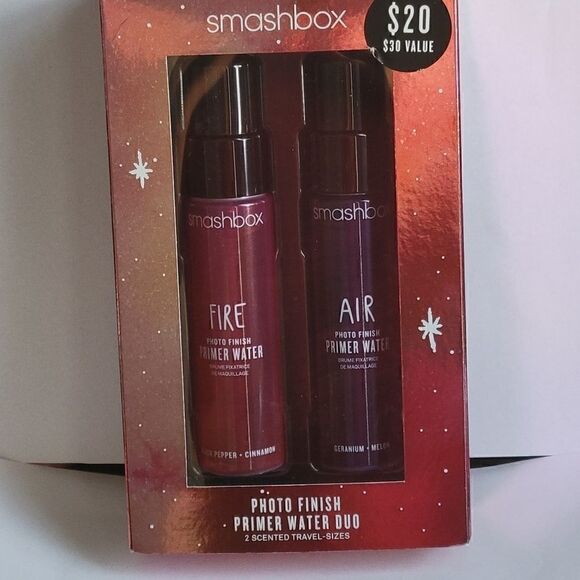 smashbox
$20
$30 VALUE
smashbox
FIRE
PHOTO FINISH
PRIMER WATER
BRUME FIXATRICE
DE MAQUILLAGE
PEPPER • CINNAMON
smashbox
AIR
PHOTO FINISH
PRIMER WATER
BRUME FIXATRICE
DE MAQUILLAGE
GERANIUM • MELON
PHOTO FINISH
PRIMER WATER DUO
2 SCENTED TRAVEL-SIZES